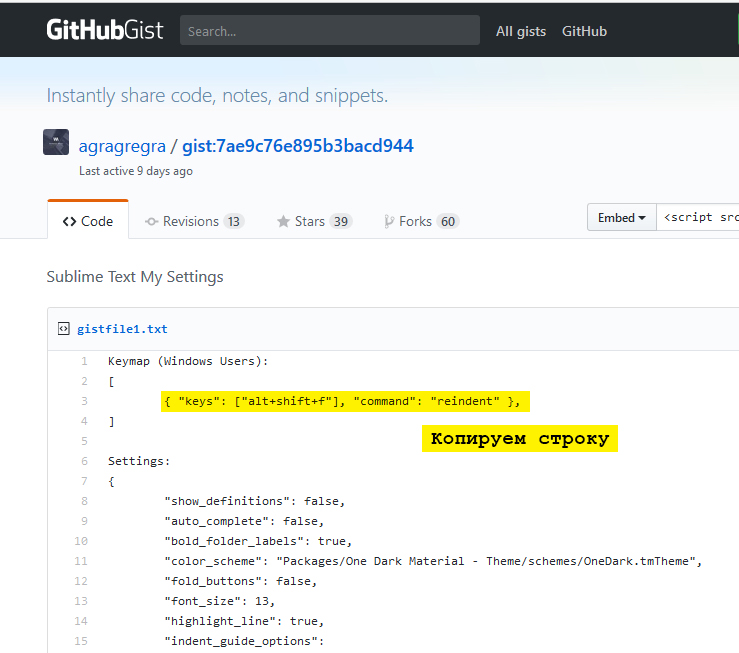 GitHubGist Search... All gists GitHub
Instantly share code, notes, and snippets.
agragregra / gist:7ae9c76e895b3bacd944
Last active 9 days ago
Code Revisions 13 Stars 39 Forks 60 Embed <script src
Sublime Text My Settings
gistfile1.txt
1 Keymap (Windows Users):
2 [
3 { "keys": ["alt+shift+f"], "command": "reindent" },
4 ]
Копируем строку
5
6 Settings:
7 {
8 "show_definitions": false,
9 "auto_complete": false,
10 "bold_folder_labels": true,
11 "color_scheme": "Packages/One Dark Material - Theme/schemes/OneDark.tmTheme",
12 "fold_buttons": false,
13 "font_size": 13,
14 "highlight_line": true,
15 "indent_guide_options":